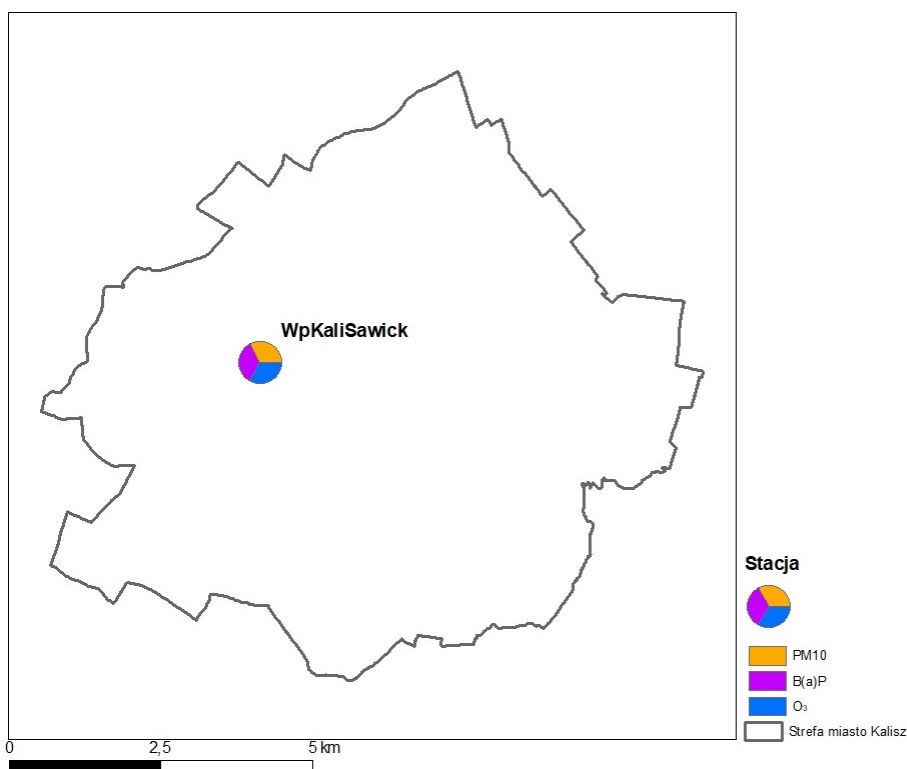 WpKaliSawick
Stacja
PM10
B(a)P
O₃
Strefa miasto Kalisz
0 2,5 5 km